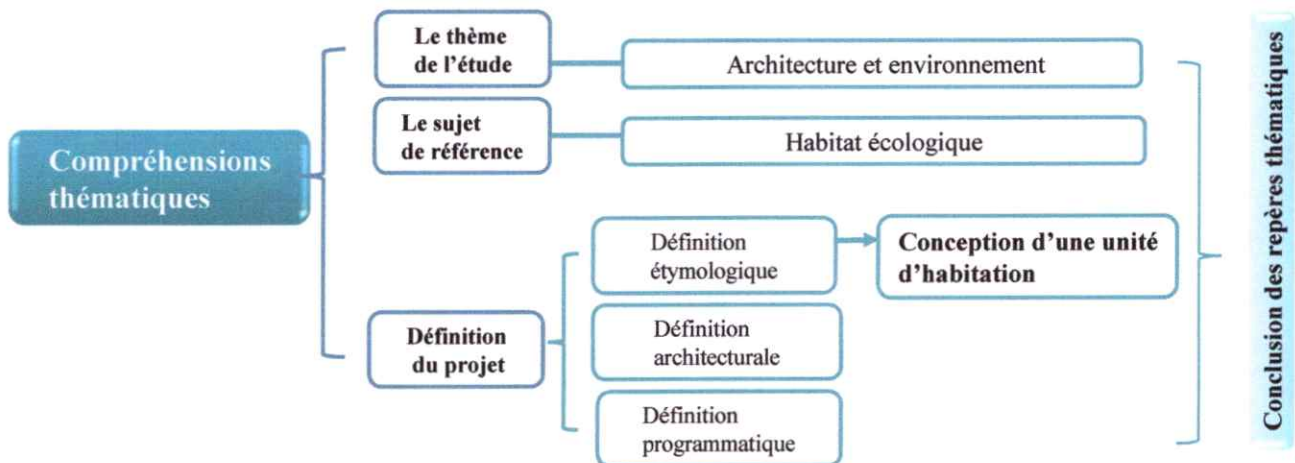 Compréhensions
thématiques
Le thème
de l'étude
Architecture et environnement
Le sujet
de référence
Habitat écologique
Définition
du projet
Définition
étymologique
Conception d'une unité
d'habitation
Définition
architecturale
Définition
programmatique
Conclusion des repères thématiques